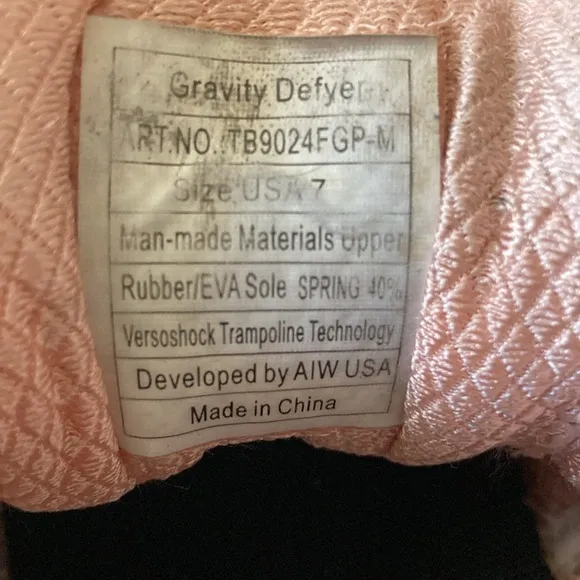 Gravity Defyer
ART.NO.:TB9024FGP-M
Size USA 7
Man-made Materials Upper
Rubber/EVA Sole SPRING 40%
Versoshock Trampoline Technology
Developed by AIW USA
Made in China